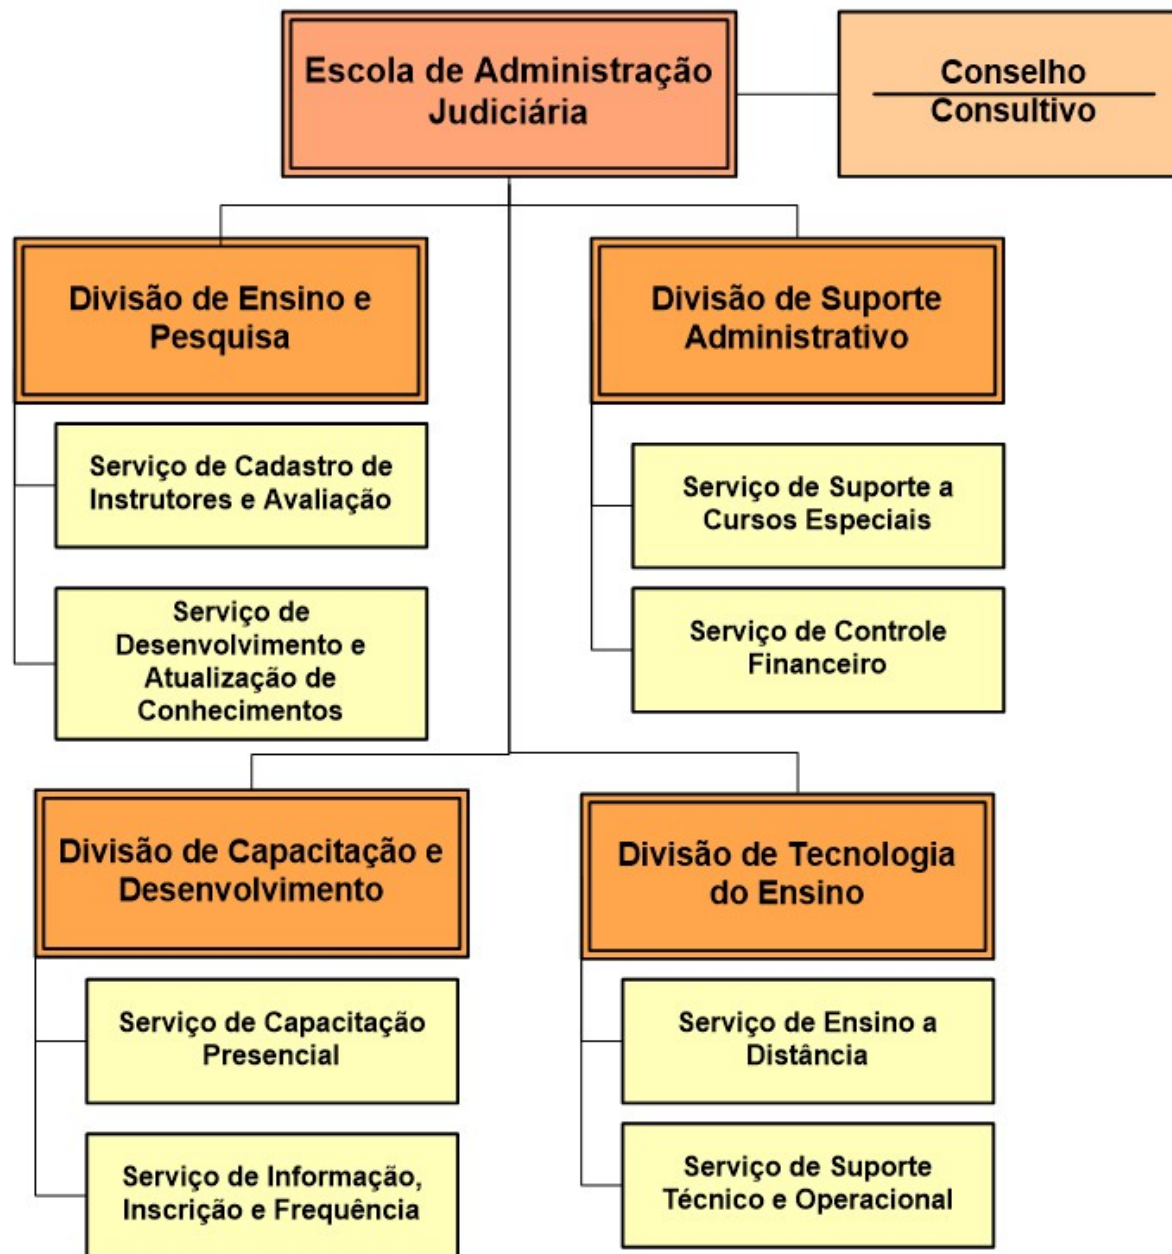 Escola de Administração
Judiciária
Conselho
Consultivo
Divisão de Ensino e
Pesquisa
Divisão de Suporte
Administrativo
Serviço de Cadastro de
Instrutores e Avaliação
Serviço de
Desenvolvimento e
Atualização de
Conhecimentos
Serviço de Suporte a
Cursos Especiais
Serviço de Controle
Financeiro
Divisão de Capacitação e
Desenvolvimento
Divisão de Tecnologia
do Ensino
Serviço de Capacitação
Presencial
Serviço de Informação,
Inscrição e Frequência
Serviço de Ensino a
Distância
Serviço de Suporte
Técnico e Operacional